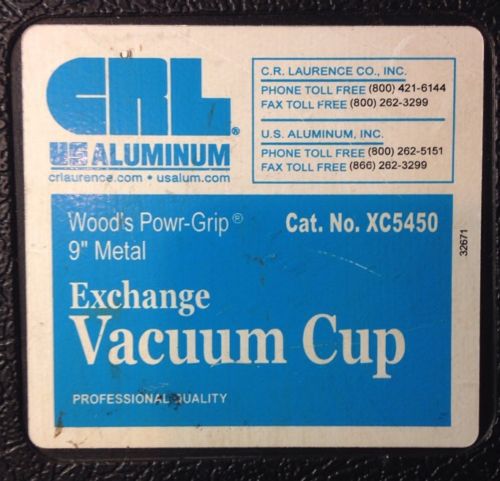 CRL®
US ALUMINUM
crlaurence.com • usalum.com
C.R. LAURENCE CO., INC.
PHONE TOLL FREE (800) 421-6144
FAX TOLL FREE (800) 262-3299
U.S. ALUMINUM, INC.
PHONE TOLL FREE (800) 262-5151
FAX TOLL FREE (866) 262-3299
Wood's Powr-Grip® Cat. No. XC5450
9" Metal
Exchange
Vacuum Cup
PROFESSIONAL QUALITY
32671